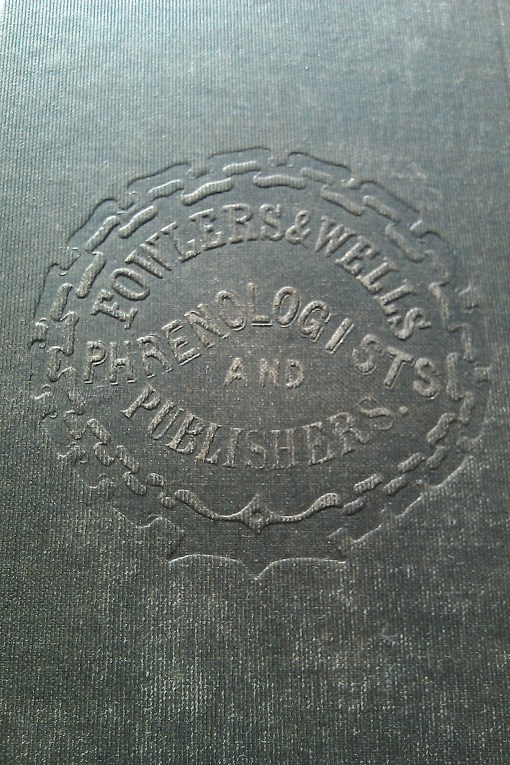 FOWLERS & WELLS
PHRENOLOGISTS
AND
PUBLISHERS.